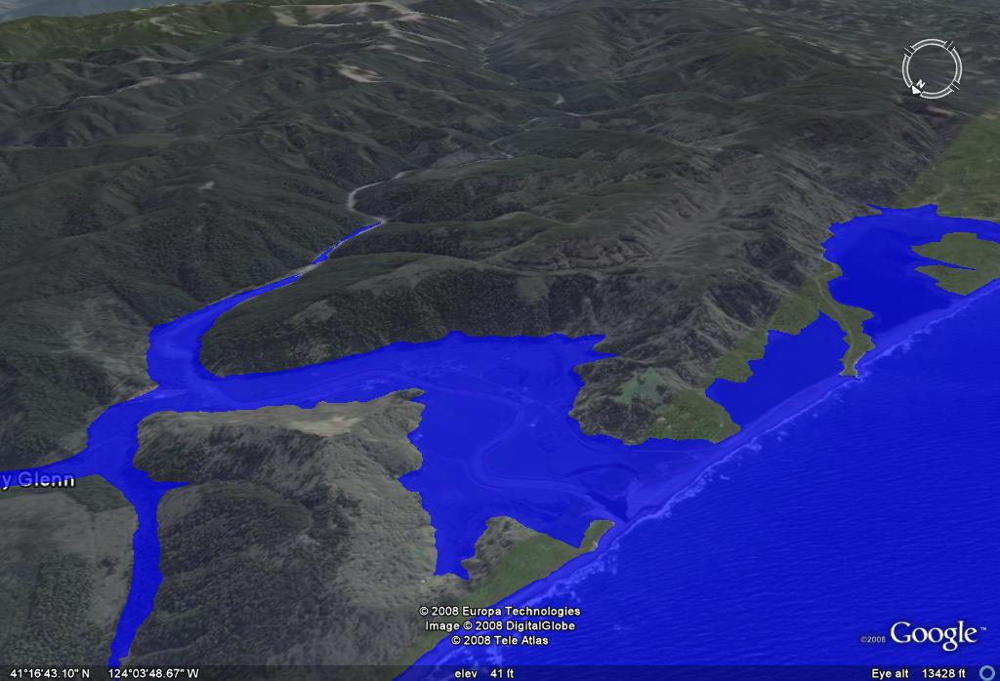 N
y Glenn
© 2008 Europa Technologies
Image © 2008 DigitalGlobe
© 2008 Tele Atlas
©2008 Google™
41°16'43.10" N 124°03'48.67" W elev 41 ft Eye alt 13428 ft